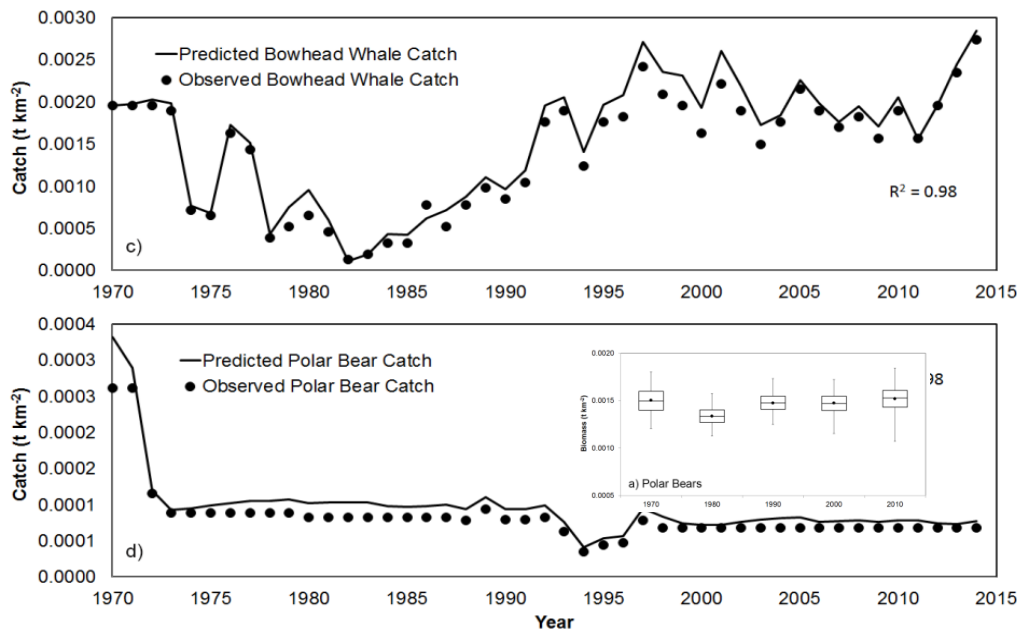 0.0030
0.0025
0.0020
0.0015
0.0010
0.0005
0.0000
Catch (t km-2)
Predicted Bowhead Whale Catch
Observed Bowhead Whale Catch
R2 = 0.98
c)
1970 1975 1980 1985 1990 1995 2000 2005 2010 2015
0.0004
0.0003
0.0003
0.0002
0.0002
0.0001
0.0001
0.0000
Catch (t km-2)
Predicted Polar Bear Catch
Observed Polar Bear Catch
98
d)
0.0020
0.0015
0.0010
0.0005
Biomass (t km-2)
a) Polar Bears
1970 1980 1990 2000 2010
1970 1975 1980 1985 1990 1995 2000 2005 2010 2015
Year